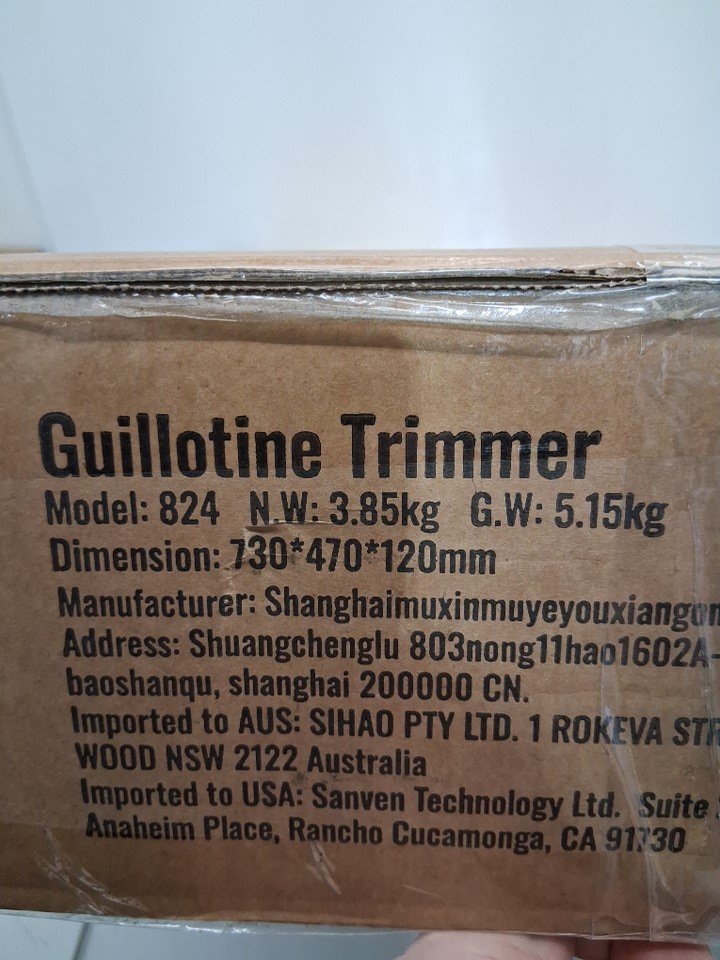 Guillotine Trimmer
Model: 824 N.W: 3.85kg G.W: 5.15kg
Dimension: 730*470*120mm
Manufacturer: Shanghaimuxinmuyeyouxiangon
Address: Shuangchenglu 803nong11hao1602A-
baoshanqu, shanghai 200000 CN.
Imported to AUS: SIHAO PTY LTD. 1 ROKEVA STR
WOOD NSW 2122 Australia
Imported to USA: Sanven Technology Ltd. Suite
Anaheim Place, Rancho Cucamonga, CA 91730